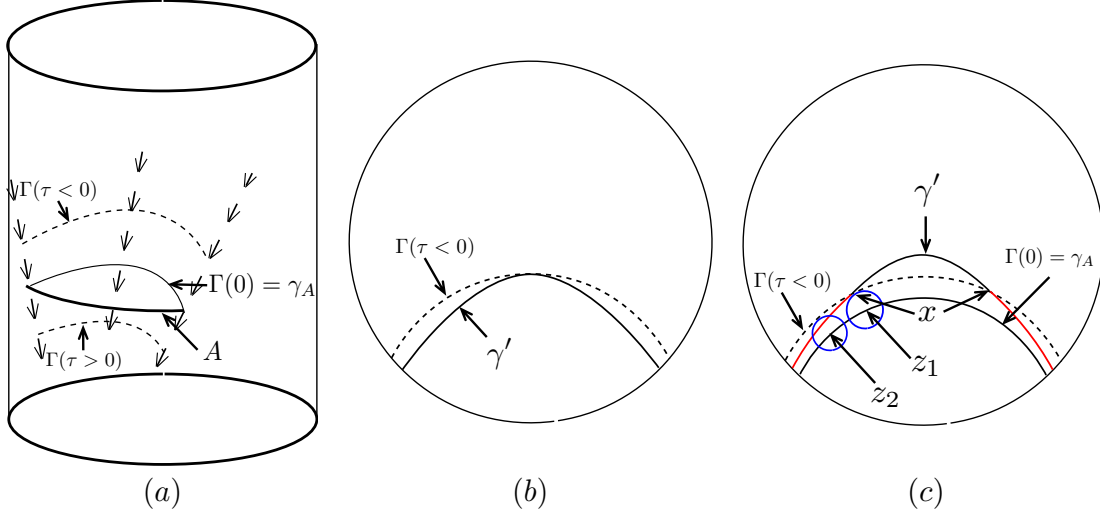 Γ(τ < 0)
Γ(0) = γ_A
A
Γ(τ > 0)
(a)
Γ(τ < 0)
γ′
(b)
γ′
Γ(0) = γ_A
Γ(τ < 0)
x
z_1
z_2
(c)